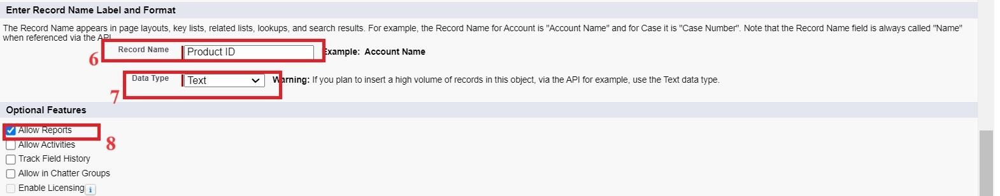 Enter Record Name Label and Format
The Record Name appears in page layouts, key lists, related lists, lookups, and search results. For example, the Record Name for Account is "Account Name" and for Case it is "Case Number". Note that the Record Name field is always called "Name"
when referenced via the API
6 Record Name Product ID Example: Account Name
7 Data Type Text Warning: If you plan to insert a high volume of records in this object, via the API for example, use the Text data type.
Optional Features
Allow Reports 8
Allow Activities
Track Field History
Allow in Chatter Groups
Enable Licensing i